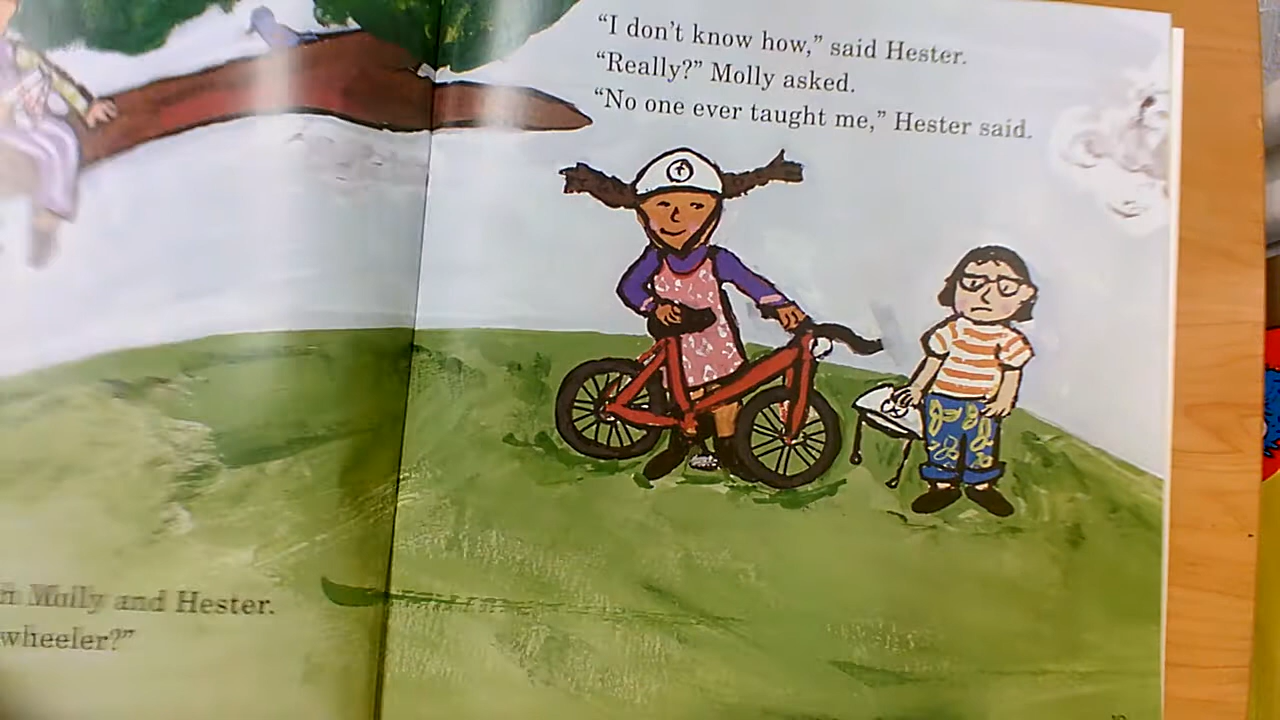 Molly and Hester.
wheeler?”
“I don’t know how,” said Hester.
“Really?” Molly asked.
“No one ever taught me,” Hester said.